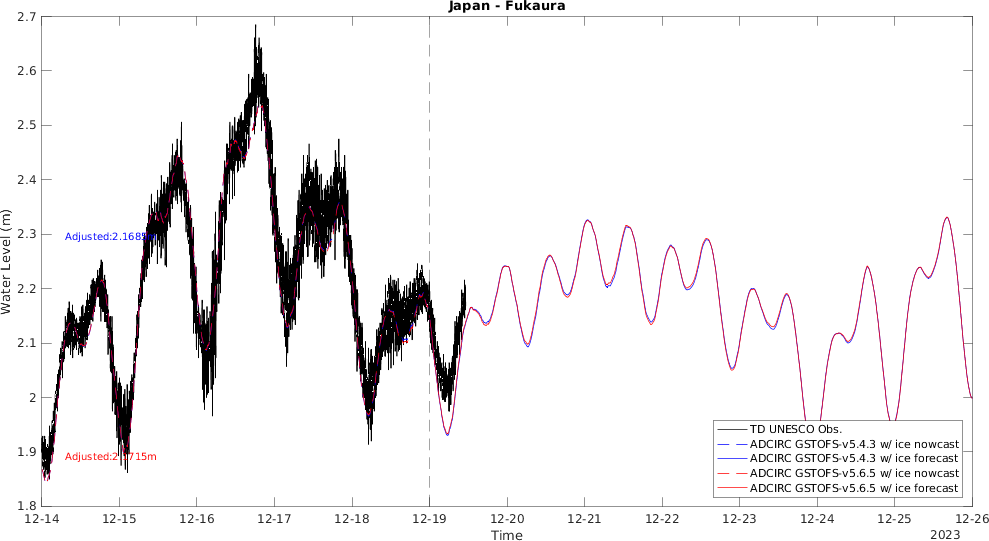 Japan - Fukaura
2.7
2.6
2.5
2.4
2.3
2.2
2.1
2
1.9
1.8
Water Level (m)
Adjusted:2.168
Adjusted:2.1715m
TD UNESCO Obs.
ADCIRC GSTOFS-v5.4.3 w/ ice nowcast
ADCIRC GSTOFS-v5.4.3 w/ ice forecast
ADCIRC GSTOFS-v5.6.5 w/ ice nowcast
ADCIRC GSTOFS-v5.6.5 w/ ice forecast
12-14 12-15 12-16 12-17 12-18 12-19 12-20 12-21 12-22 12-23 12-24 12-25 12-26
Time
2023